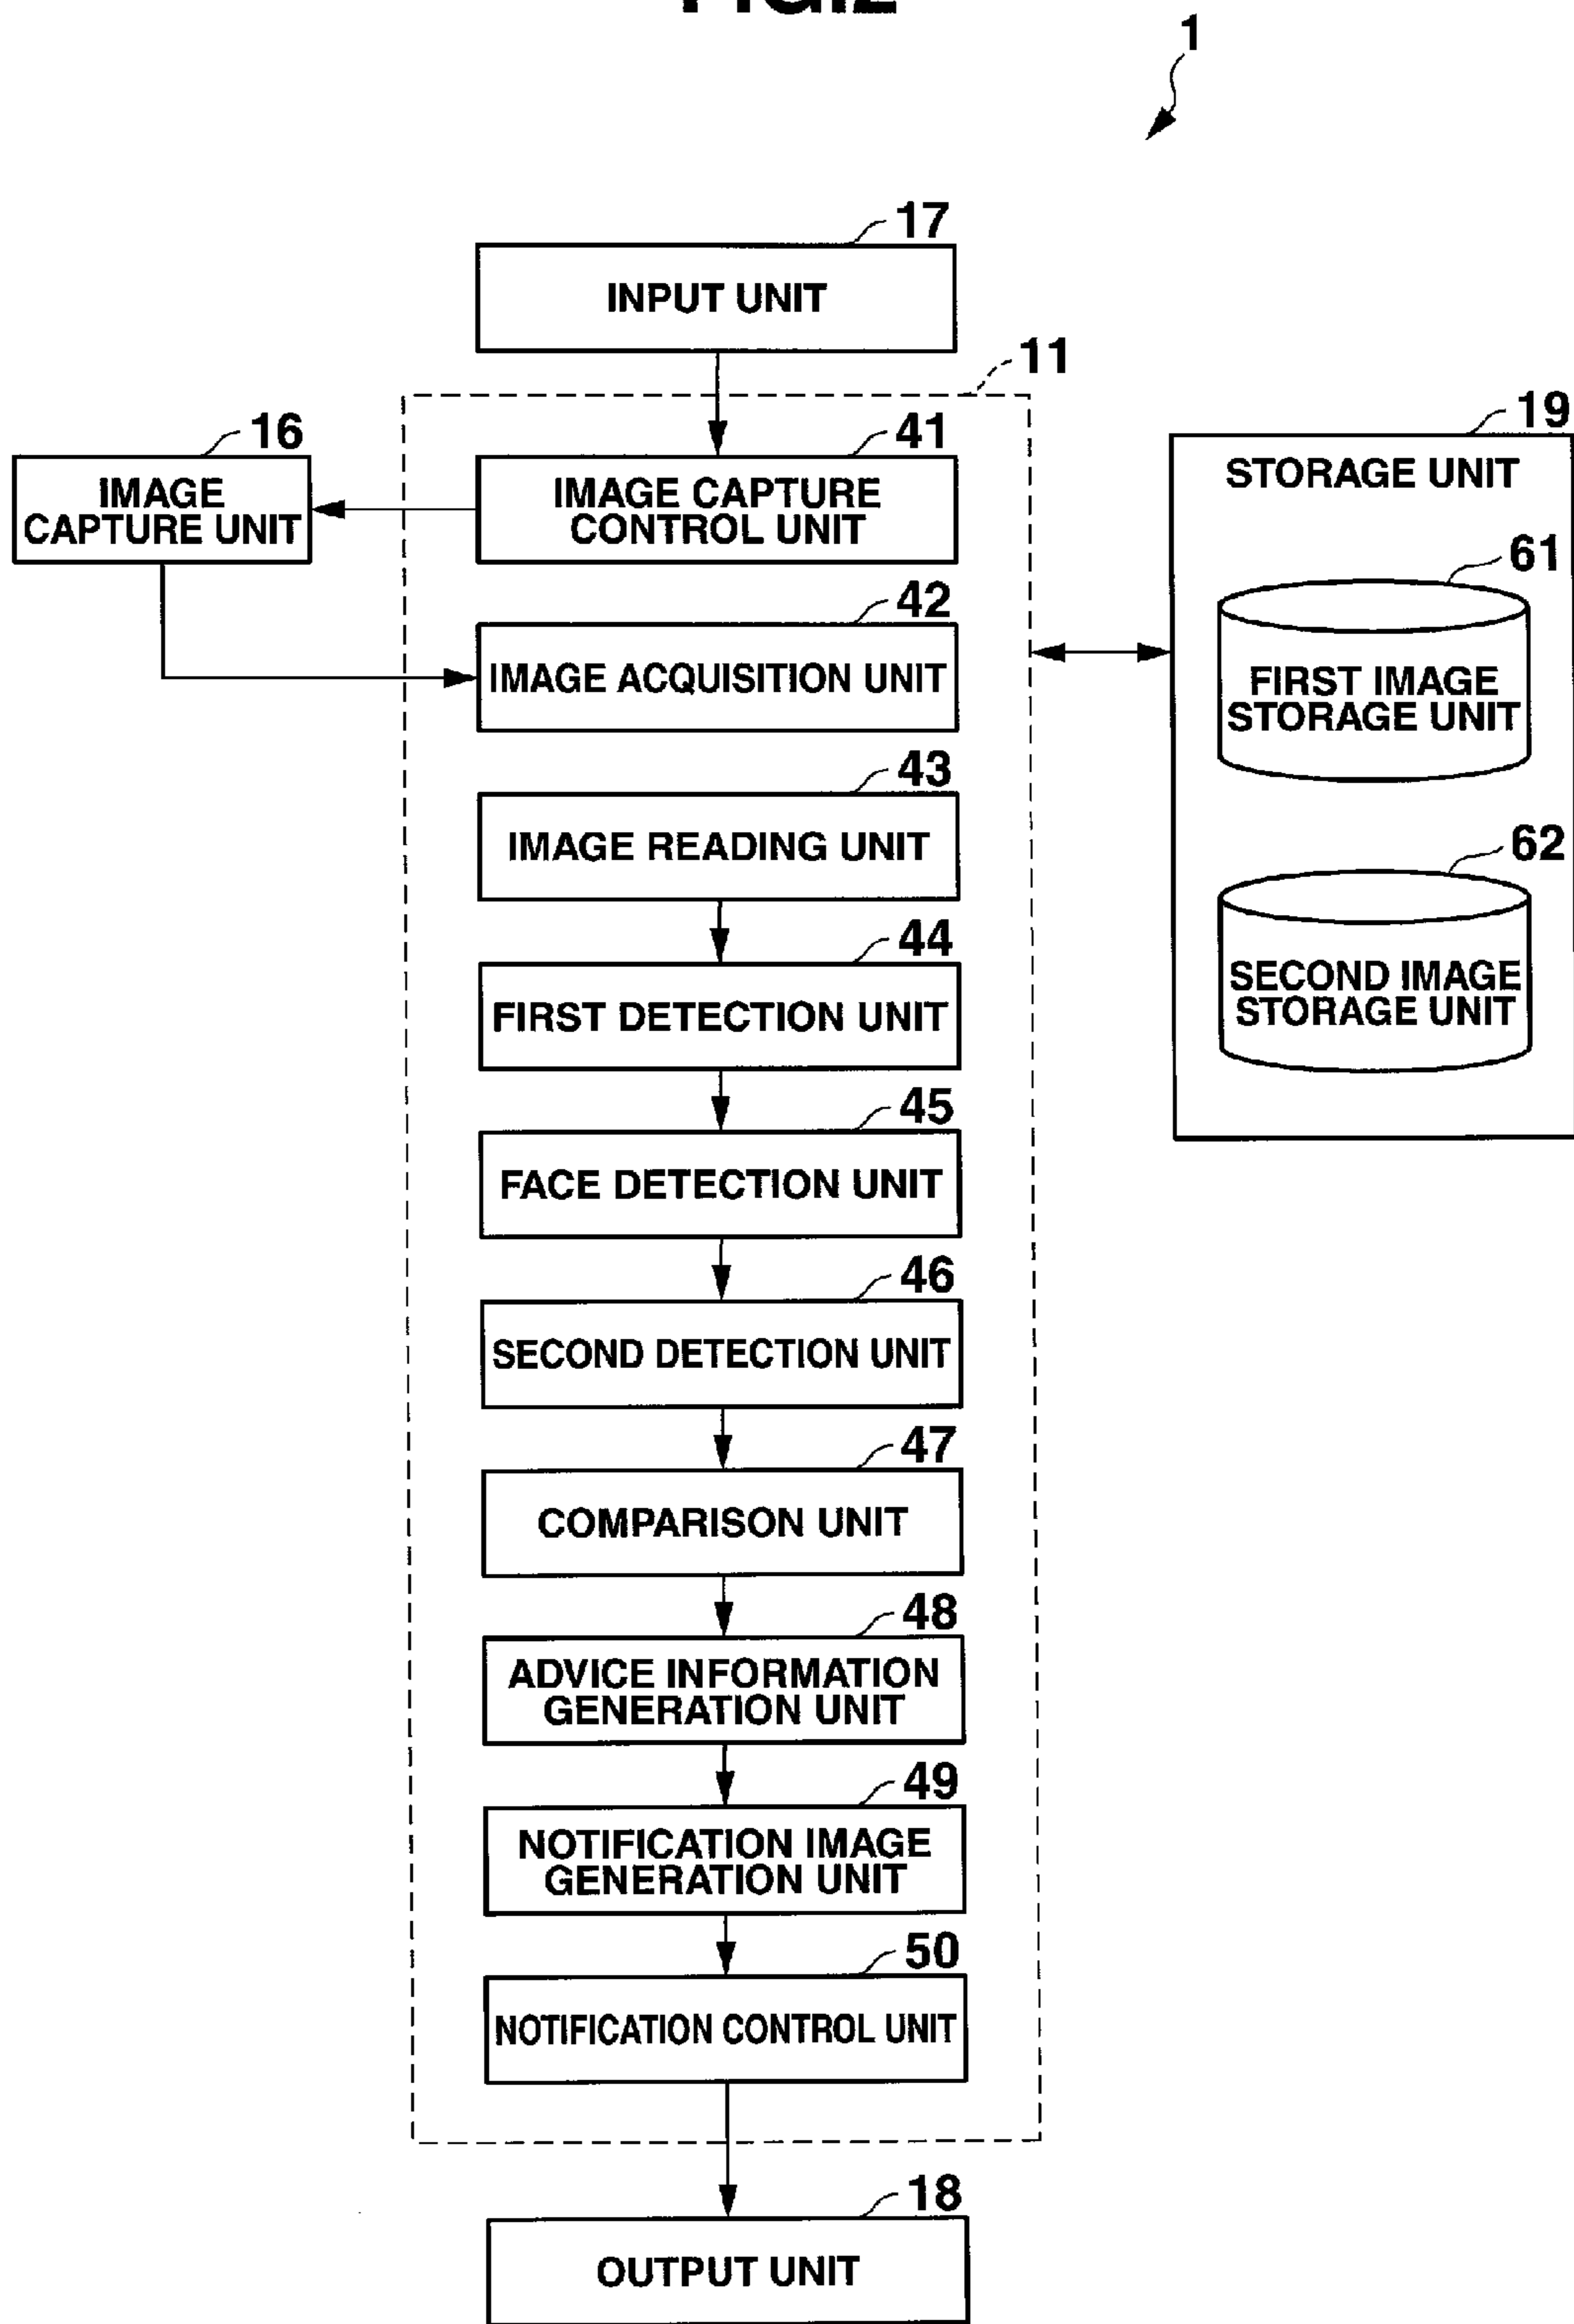 FIG.2
1
17
INPUT UNIT
11
16
IMAGE
CAPTURE UNIT
41
IMAGE CAPTURE
CONTROL UNIT
19
STORAGE UNIT
42
IMAGE ACQUISITION UNIT
61
FIRST IMAGE
STORAGE UNIT
43
IMAGE READING UNIT
62
SECOND IMAGE
STORAGE UNIT
44
FIRST DETECTION UNIT
45
FACE DETECTION UNIT
46
SECOND DETECTION UNIT
47
COMPARISON UNIT
48
ADVICE INFORMATION
GENERATION UNIT
49
NOTIFICATION IMAGE
GENERATION UNIT
50
NOTIFICATION CONTROL UNIT
18
OUTPUT UNIT